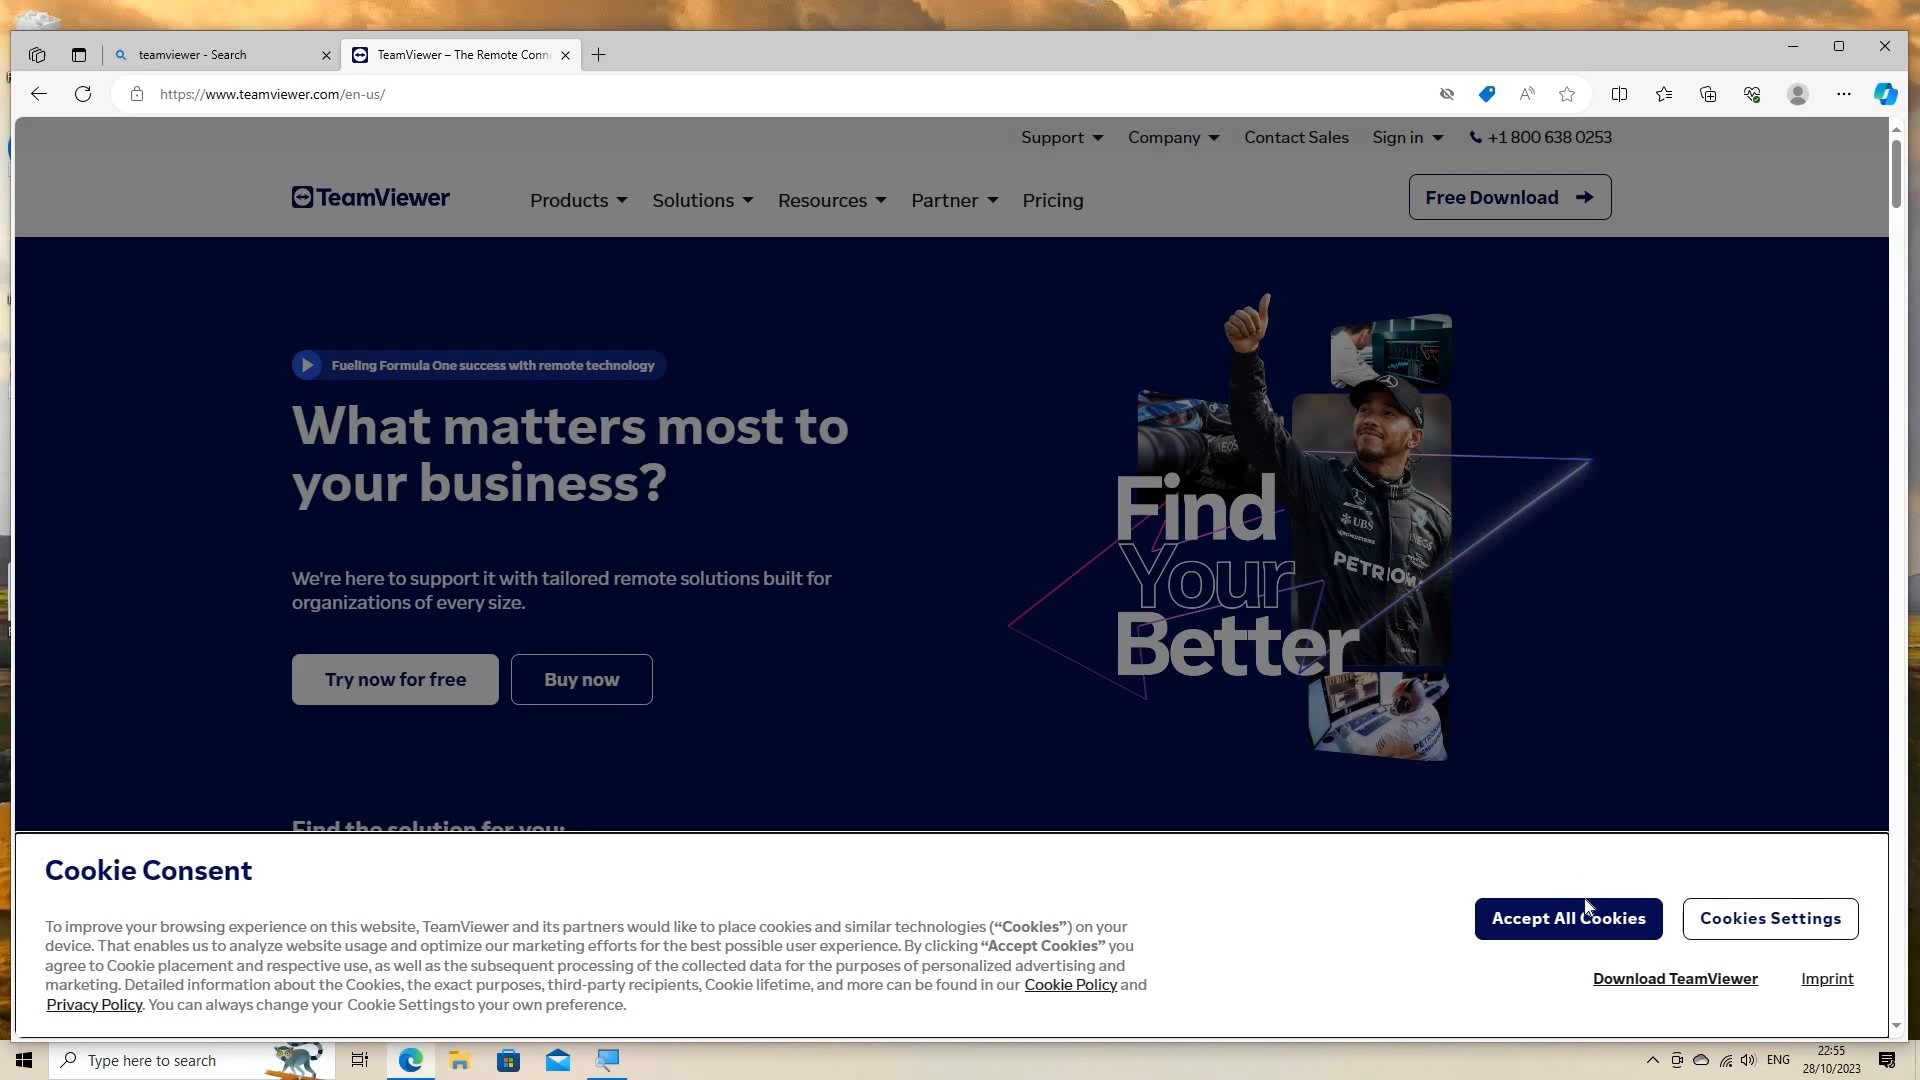 teamviewer - Search
TeamViewer – The Remote Conn
https://www.teamviewer.com/en-us/
Support
Company
Contact Sales
Sign in
+1 800 638 0253
TeamViewer
Products
Solutions
Resources
Partner
Pricing
Free Download
Fueling Formula One success with remote technology
What matters most to
your business?
We're here to support it with tailored remote solutions built for
organizations of every size.
Try now for free
Buy now
Find
Your
Better
UBS
CROWDSTRIKE
INEOS
PETRONAS
Find the solution for you:
Cookie Consent
To improve your browsing experience on this website, TeamViewer and its partners would like to place cookies and similar technologies (“Cookies”) on your
device. That enables us to analyze website usage and optimize our marketing efforts for the best possible user experience. By clicking “Accept Cookies” you
agree to Cookie placement and respective use, as well as the subsequent processing of the collected data for the purposes of personalized advertising and
marketing. Detailed information about the Cookies, the exact purposes, third-party recipients, Cookie lifetime, and more can be found in our Cookie Policy and
Privacy Policy. You can always change your Cookie Settings to your own preference.
Accept All Cookies
Cookies Settings
Download TeamViewer
Imprint
Type here to search
ENG
22:55
28/10/2023